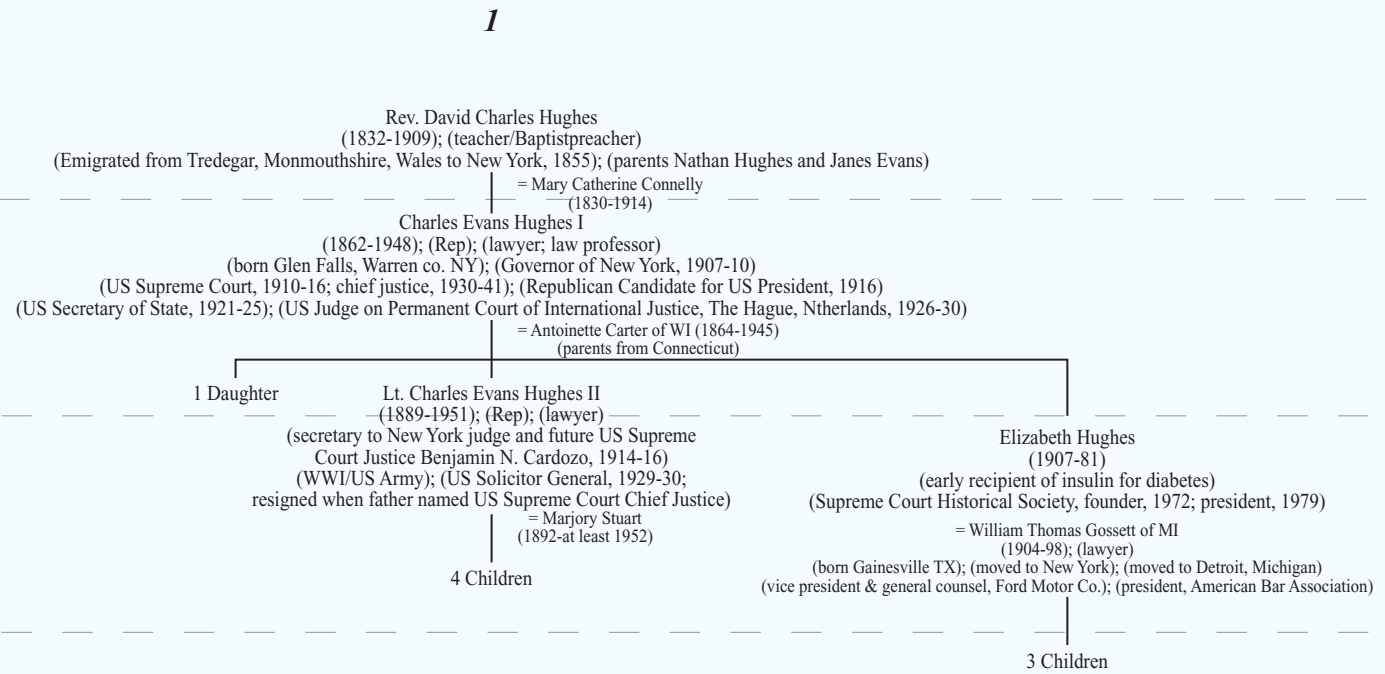 1
Rev. David Charles Hughes
(1832-1909); (teacher/Baptistpreacher)
(Emigrated from Tredegar, Monmouthshire, Wales to New York, 1855); (parents Nathan Hughes and Janes Evans)
= Mary Catherine Connelly
(1830-1914)
Charles Evans Hughes I
(1862-1948); (Rep); (lawyer; law professor)
(born Glen Falls, Warren co. NY); (Governor of New York, 1907-10)
(US Supreme Court, 1910-16; chief justice, 1930-41); (Republican Candidate for US President, 1916)
(US Secretary of State, 1921-25); (US Judge on Permanent Court of International Justice, The Hague, Ntherlands, 1926-30)
= Antoinette Carter of WI (1864-1945)
(parents from Connecticut)
1 Daughter
Lt. Charles Evans Hughes II
(1889-1951); (Rep); (lawyer)
(secretary to New York judge and future US Supreme
Court Justice Benjamin N. Cardozo, 1914-16)
(WWI/US Army); (US Solicitor General, 1929-30;
resigned when father named US Supreme Court Chief Justice)
= Marjory Stuart
(1892-at least 1952)
4 Children
Elizabeth Hughes
(1907-81)
(early recipient of insulin for diabetes)
(Supreme Court Historical Society, founder, 1972; president, 1979)
= William Thomas Gossett of MI
(1904-98); (lawyer)
(born Gainesville TX); (moved to New York); (moved to Detroit, Michigan)
(vice president & general counsel, Ford Motor Co.); (president, American Bar Association)
3 Children